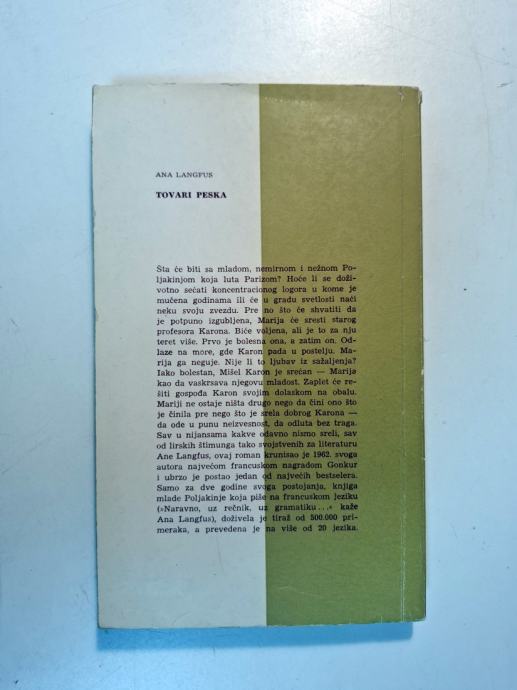 ANA LANGFUS
TOVARI PESKA
Šta će biti sa mladom, nemirnom i nežnom Po-
ljakinjom koja luta Parizom? Hoće li se doži-
votno sećati koncentracionog logora u kome je
mučena godinama ili će u gradu svetlosti naći
neku svoju zvezdu. Pre no što će shvatiti da
je potpuno izgubljena, Marija će sresti starog
profesora Karona. Biće voljena, ali je to za nju
teret više. Prvo je bolesna ona, a zatim on. Od-
laze na more, gde Karon pada u postelju. Ma-
rija ga neguje. Nije li to ljubav iz sažaljenja?
Iako bolestan, Mišel Karon je srećan — Marija
kao da vaskrsava njegovu mladost. Zaplet će re-
šiti gospođa Karon svojim dolaskom na obalu.
Mariji ne ostaje ništa drugo nego da čini ono što
je činila pre nego što je srela dobrog Karona —
da ode u punu neizvesnost, da odluta bez traga.
Sav u nijansama kakve odavno nismo sreli, sav
od lirskih štimunga tako svojstvenih za literaturu
Ane Langfus, ovaj roman krunisao je 1962. svoga
autora najvećom francuskom nagradom Gonkur
i ubrzo je postao jedan od najvećih bestselera.
Samo za dve godine svoga postojanja, knjiga
mlade Poljakinje koja piše na francuskom jeziku
(»Naravno, uz rečnik, uz gramatiku...« kaže
Ana Langfus), doživela je tiraž od 500.000 pri-
meraka, a prevedena je na više od 20 jezika.